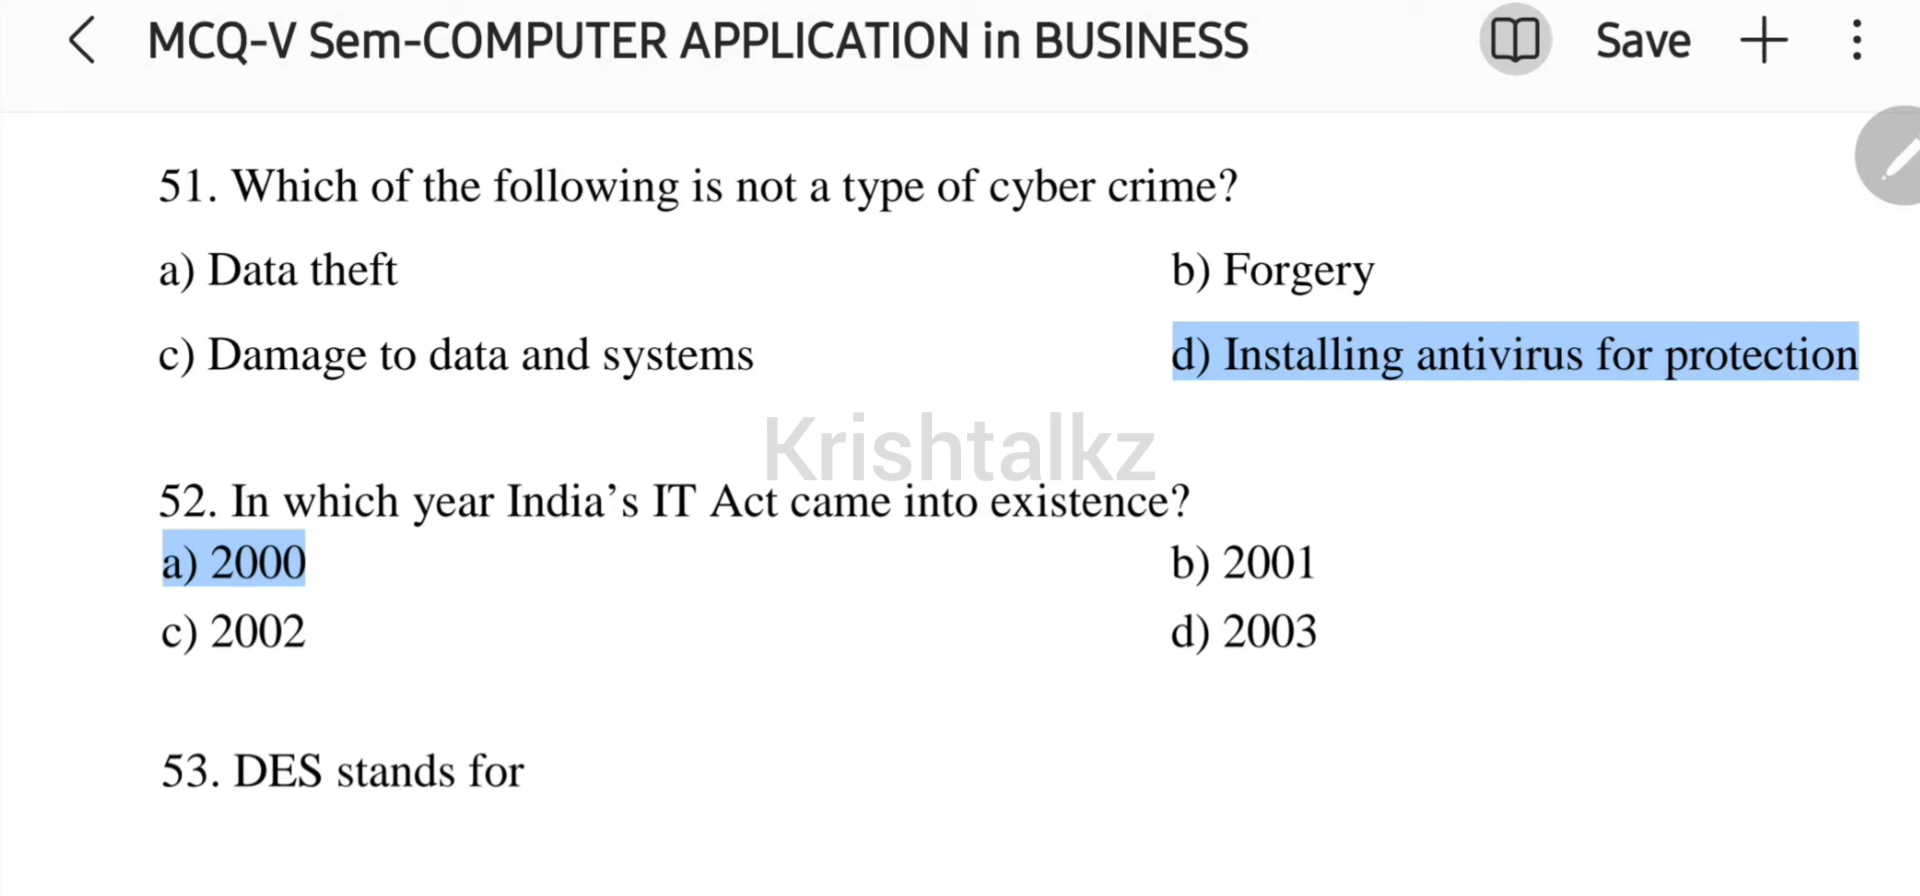 MCQ-V Sem-COMPUTER APPLICATION in BUSINESS Save
51. Which of the following is not a type of cyber crime?
a) Data theft b) Forgery
c) Damage to data and systems d) Installing antivirus for protection
Krishtalkz
52. In which year India’s IT Act came into existence?
a) 2000 b) 2001
c) 2002 d) 2003
53. DES stands for